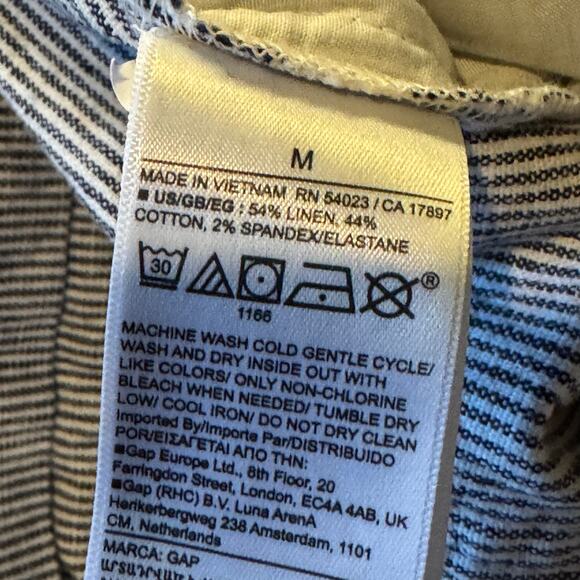 M
MADE IN VIETNAM RN 54023 / CA 17897
■ US/GB/EG : 54% LINEN, 44%
COTTON, 2% SPANDEX/ELASTANE
30
®
1166
MACHINE WASH COLD GENTLE CYCLE/
WASH AND DRY INSIDE OUT WITH
LIKE COLORS/ ONLY NON-CHLORINE
BLEACH WHEN NEEDED/ TUMBLE DRY
LOW/ COOL IRON/ DO NOT DRY CLEAN
Imported By/Importe Par/DISTRIBUIDO
POR/ΕΙΣΑΓΕΤΑΙ ΑΠΟ ΤΗΝ:
■Gap Europe Ltd., 8th Floor, 20
Farringdon Street, London, EC4A 4AB, UK
■Gap (RHC) B.V. Luna ArenA
Herikerbergweg 238 Amsterdam, 1101
CM, Netherlands
MARCA: GAP